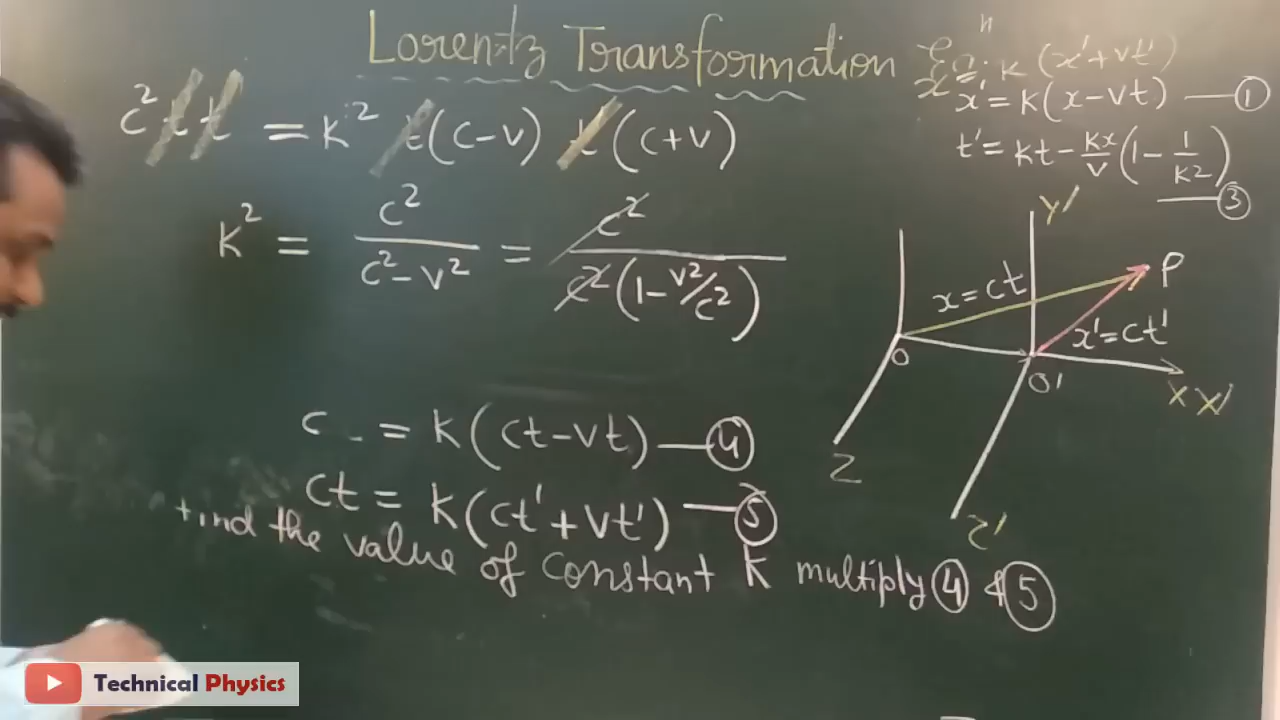 Lorentz Transformation Eqⁿ:
x = k(x'+vt')
x' = k(x-vt) — ①
t' = kt - kx/v (1 - 1/k²) — ③
c² t t = k² t(c-v) t(c+v)
k² = c²/(c²-v²) = c²/(c²(1-v²/c²))
Y'
P
x=ct
x'=ct'
O
O'
X X'
Z
Z'
c = k(ct-vt) — ④
ct = k(ct'+vt') — ⑤
find the value of constant k multiply ④ & ⑤
Technical Physics